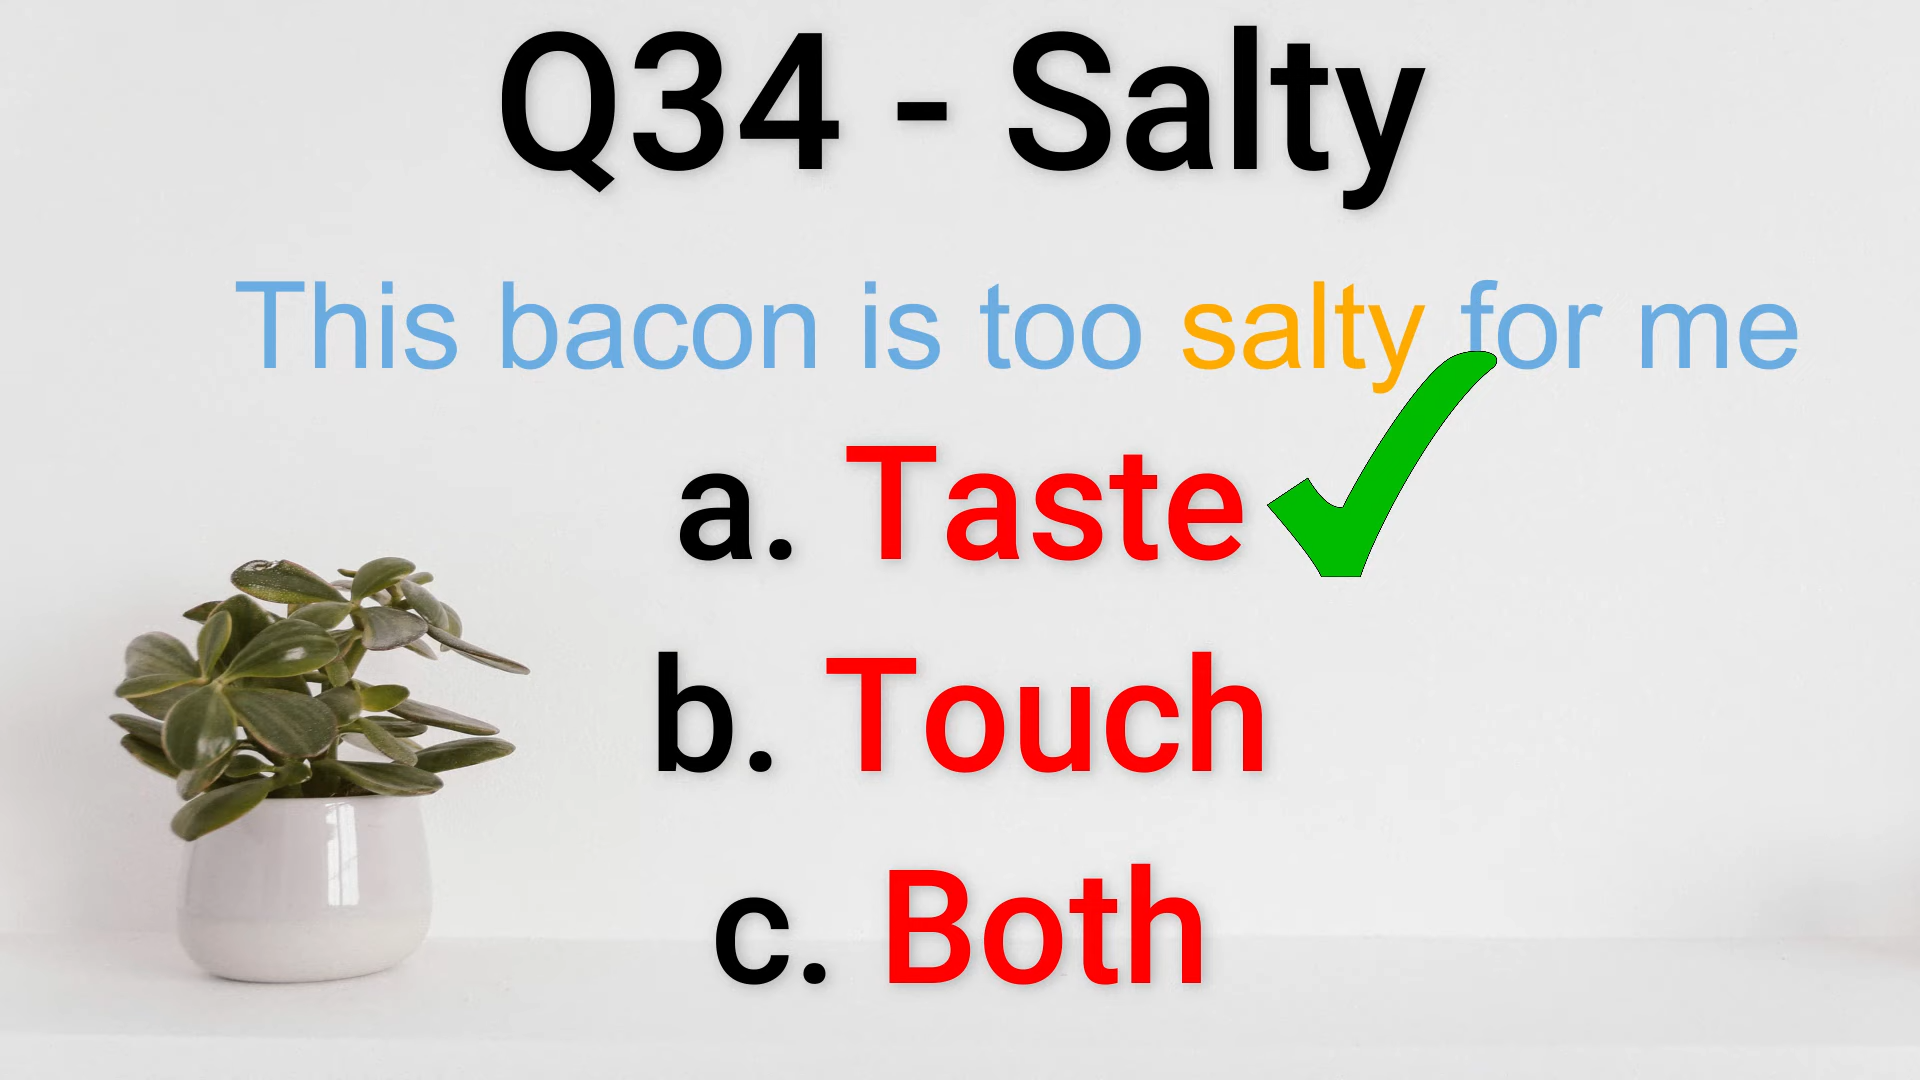 Q34 - Salty
This bacon is too salty for me
a. Taste
b. Touch
c. Both